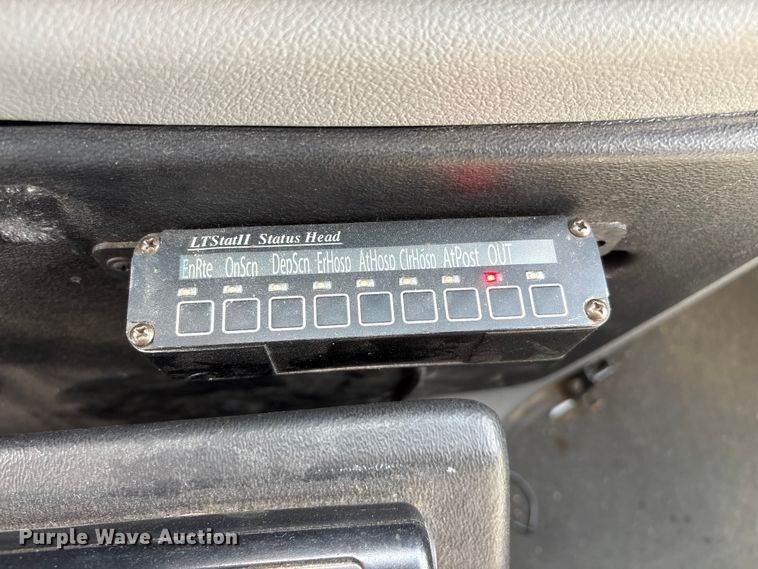 LTStatII Status Head
EnRte OnScn DepScn ErHosp AtHosp ClrHosp AtPost OUT
Purple Wave Auction®